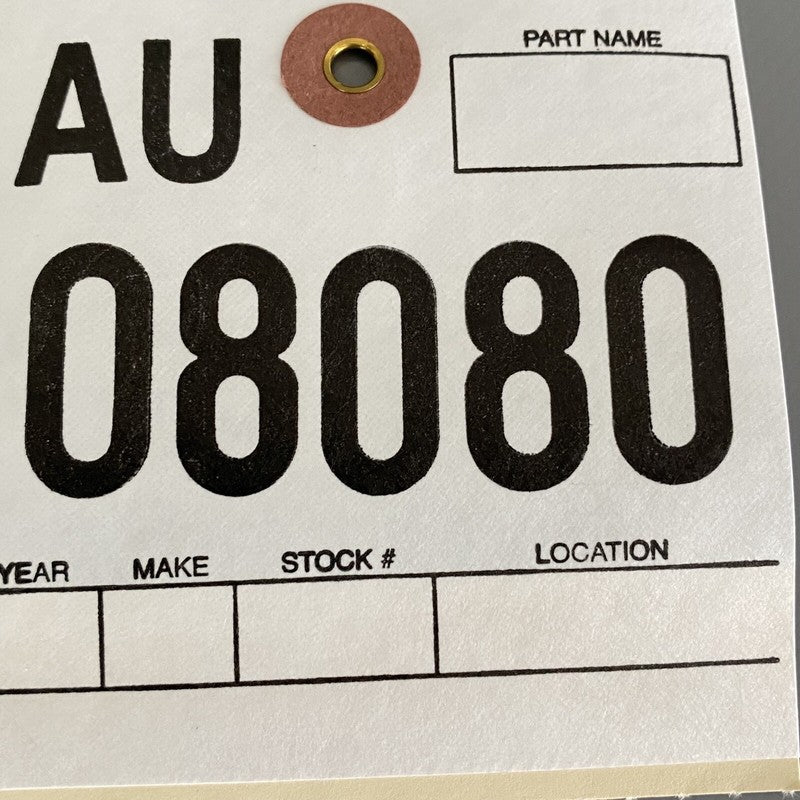 AU
PART NAME
08080
YEAR MAKE STOCK # LOCATION